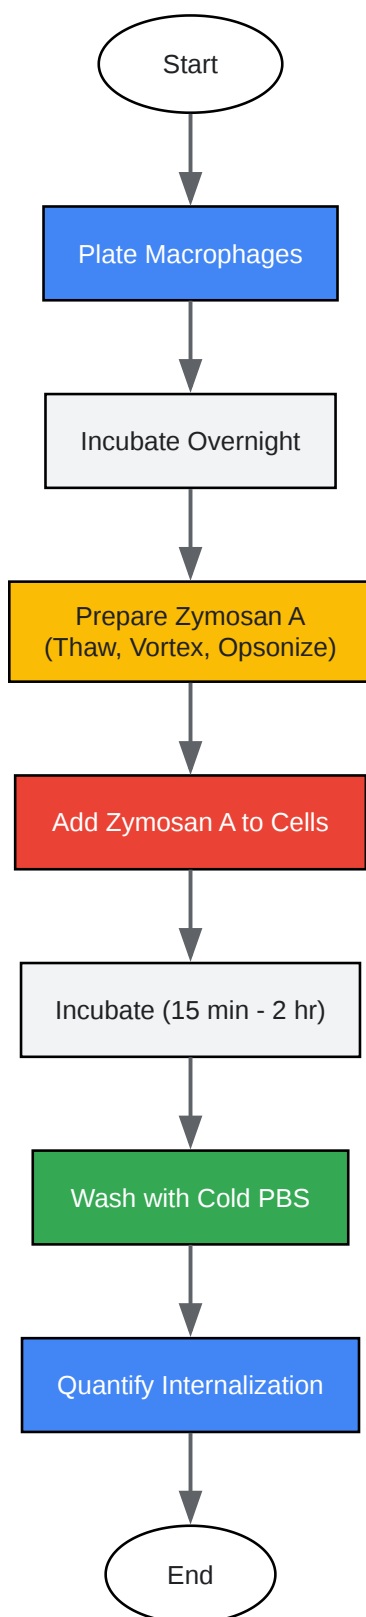 Start
Plate Macrophages
Incubate Overnight
Prepare Zymosan A
(Thaw, Vortex, Opsonize)
Add Zymosan A to Cells
Incubate (15 min - 2 hr)
Wash with Cold PBS
Quantify Internalization
End